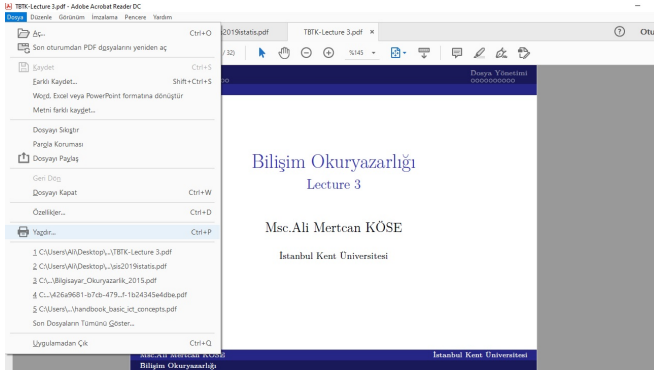 TBTK-Lecture 3.pdf - Adobe Acrobat Reader DC
Dosya Düzenle Görünüm İmzalama Pencere Yardım
Aç... Ctrl+O
Son oturumdan PDF dosyalarını yeniden aç
Kaydet Ctrl+S
Farklı Kaydet... Shift+Ctrl+S
Word, Excel veya PowerPoint formatına dönüştür
Metni farklı kaydet...
Dosyayı Sıkıştır
Parola Koruması
Dosyayı Paylaş
Geri Dön
Dosyayı Kapat Ctrl+W
Özellikler... Ctrl+D
Yazdır... Ctrl+P
1 C:\Users\Ali\Desktop\...\TBTK-Lecture 3.pdf
2 C:\Users\Ali\Desktop\...\sis2019istatis.pdf
3 C:\...\Bilgisayar_Okuryazarlik_2015.pdf
4 C:\...\426a9681-b7cb-479...f-1b24345e4dbe.pdf
5 C:\Users\...\handbook_basic_ict_concepts.pdf
Son Dosyaların Tümünü Göster...
Uygulamadan Çık Ctrl+Q
2019istatis.pdf TBTK-Lecture 3.pdf × ? Otu
/ 32) %145
Dosya Yönetimi
Bilişim Okuryazarlığı
Lecture 3
Msc.Ali Mertcan KÖSE
İstanbul Kent Üniversitesi
Msc.Ali Mertcan KÖSE İstanbul Kent Üniversitesi
Bilişim Okuryazarlığı